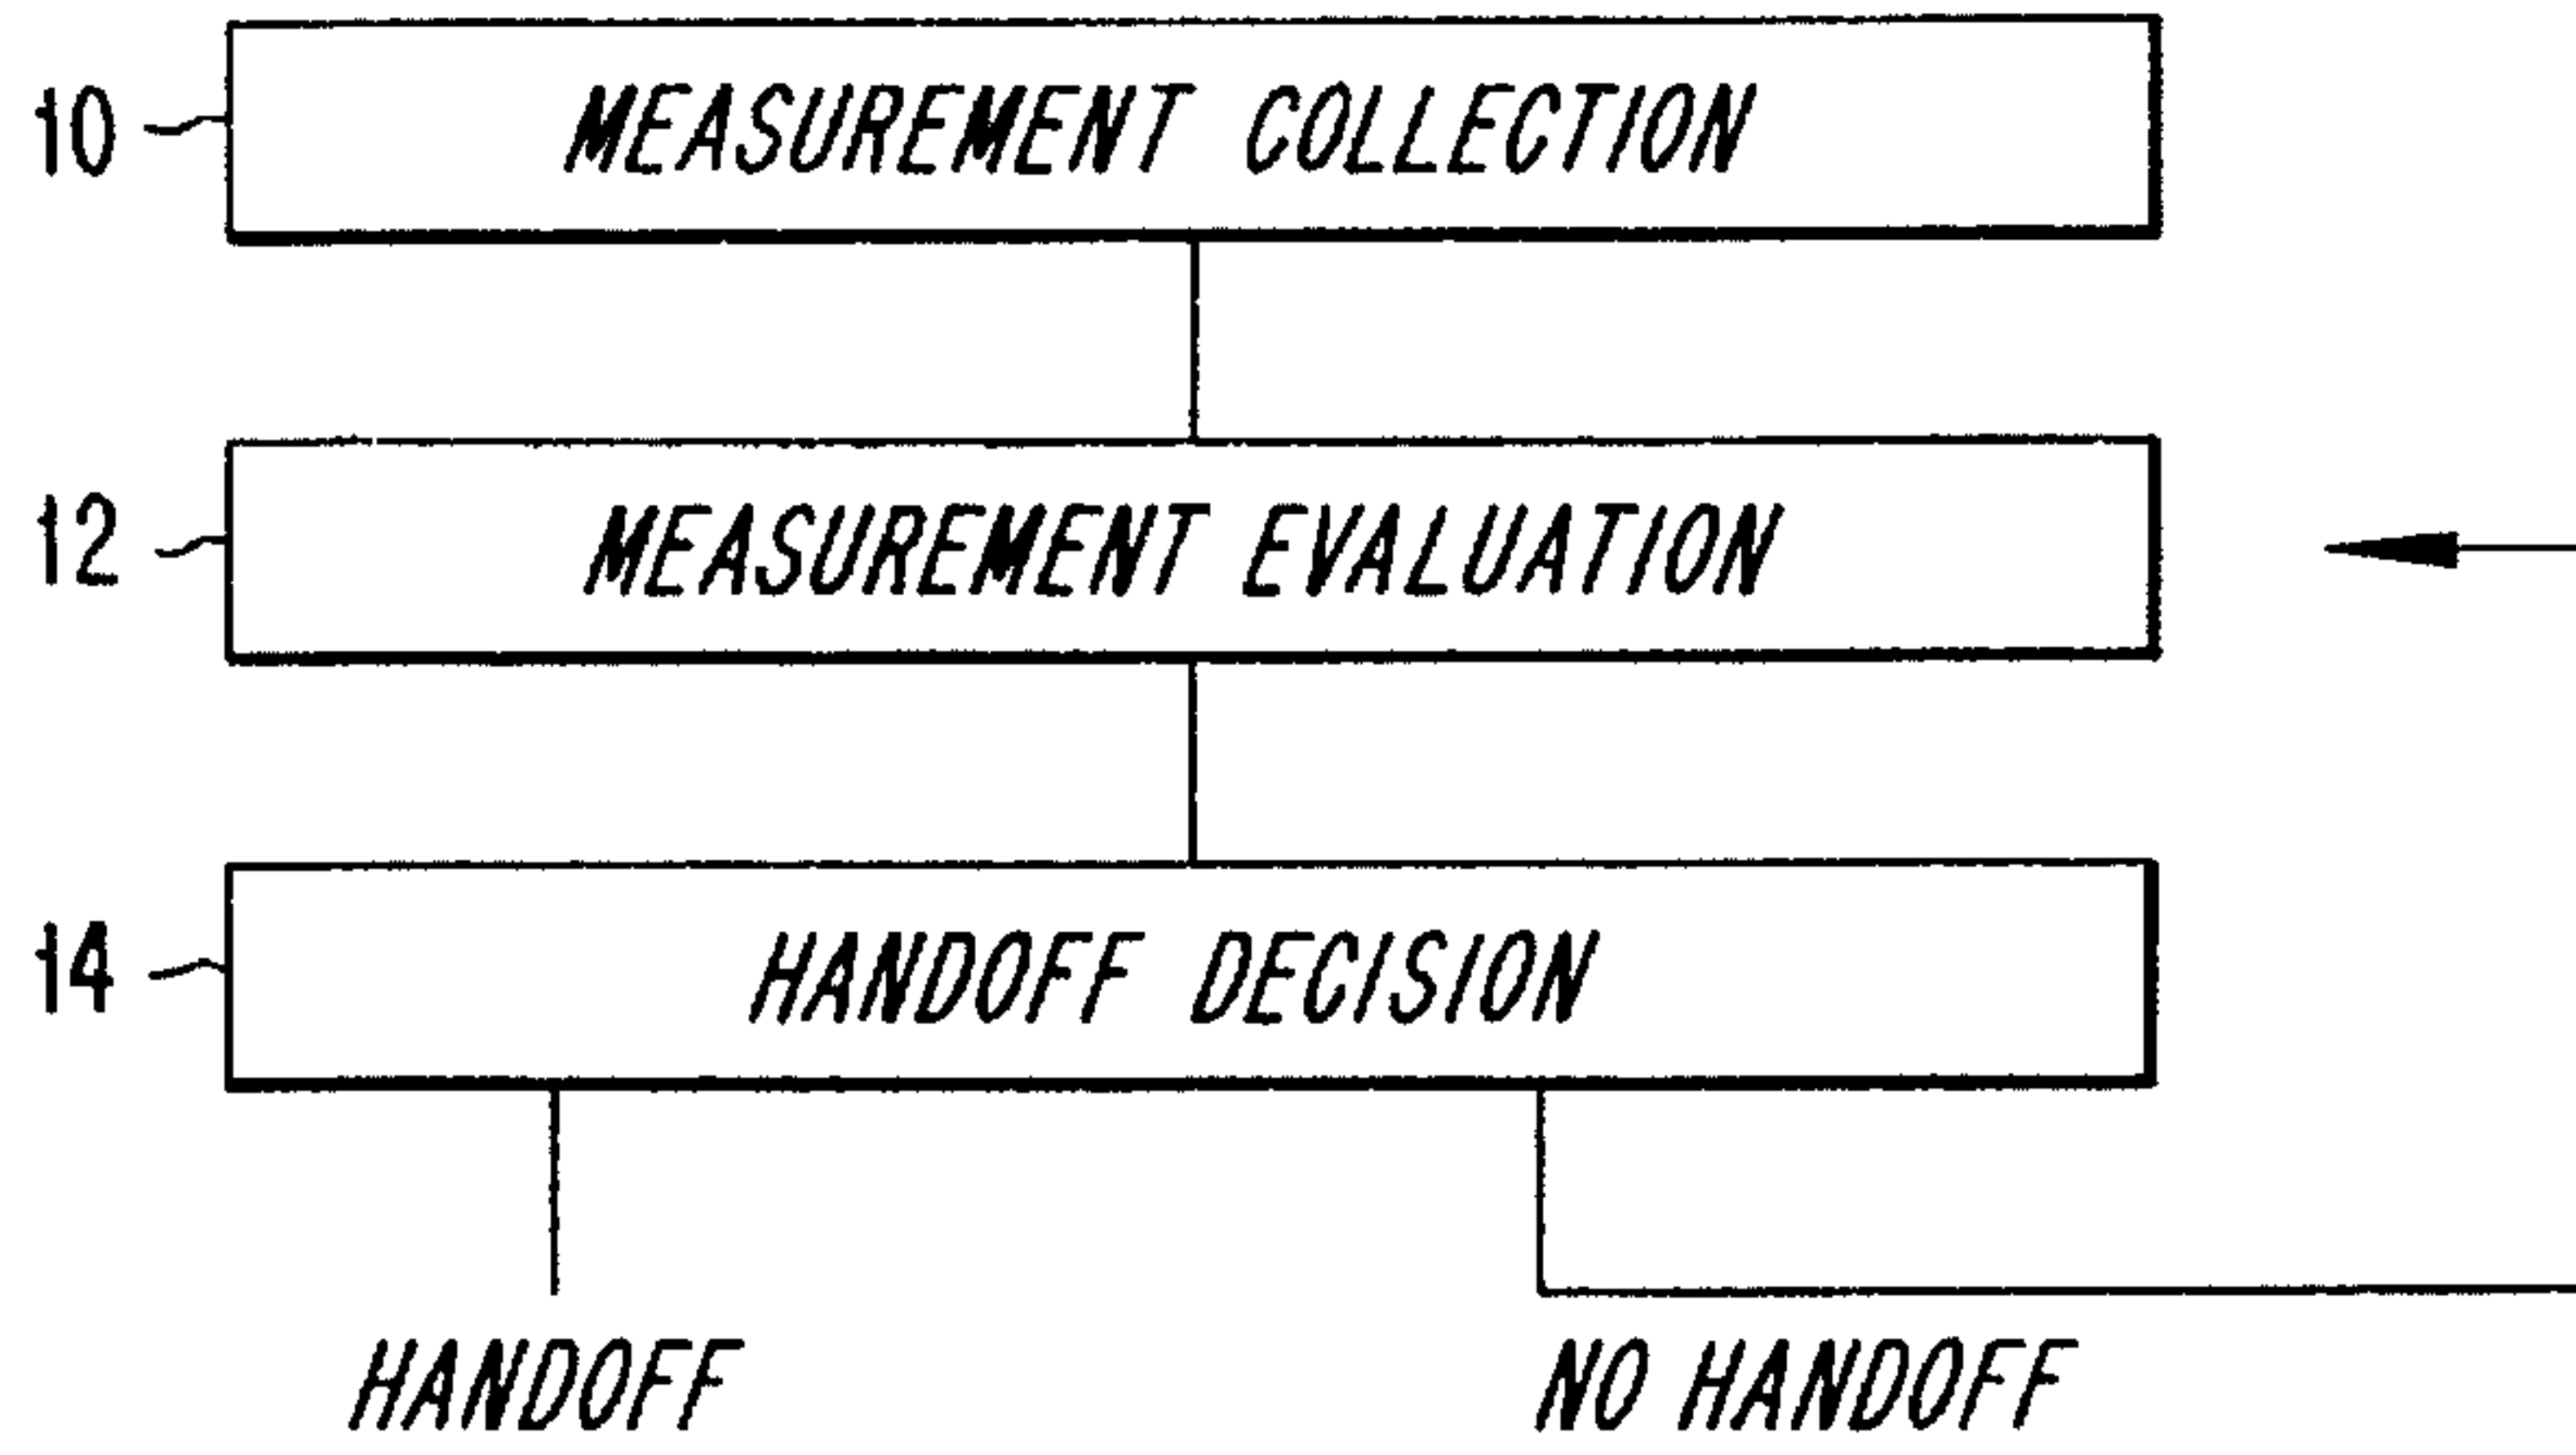 10 MEASUREMENT COLLECTION
12 MEASUREMENT EVALUATION
14 HANDOFF DECISION
HANDOFF NO HANDOFF